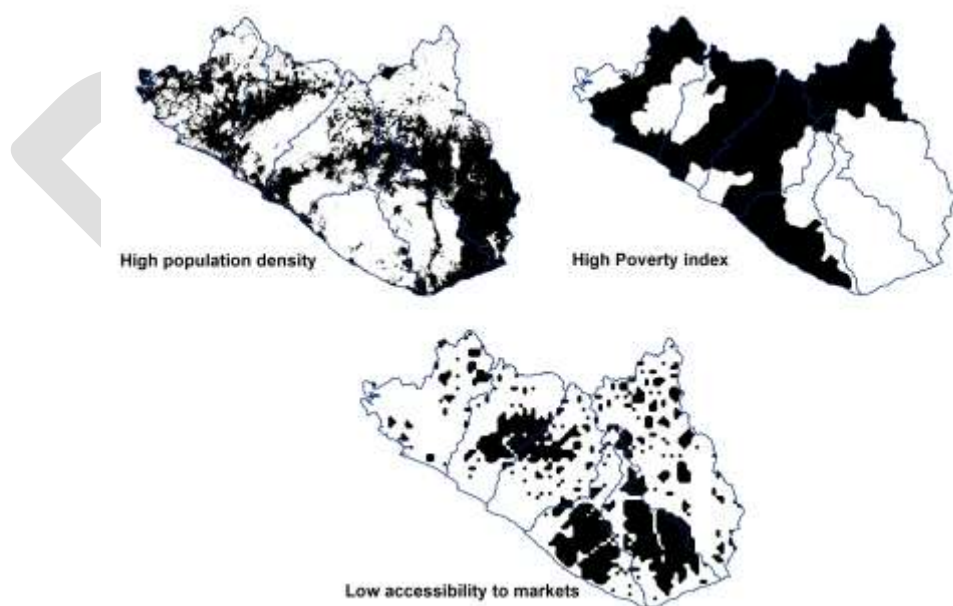 High population density
High Poverty index
Low accessibility to markets